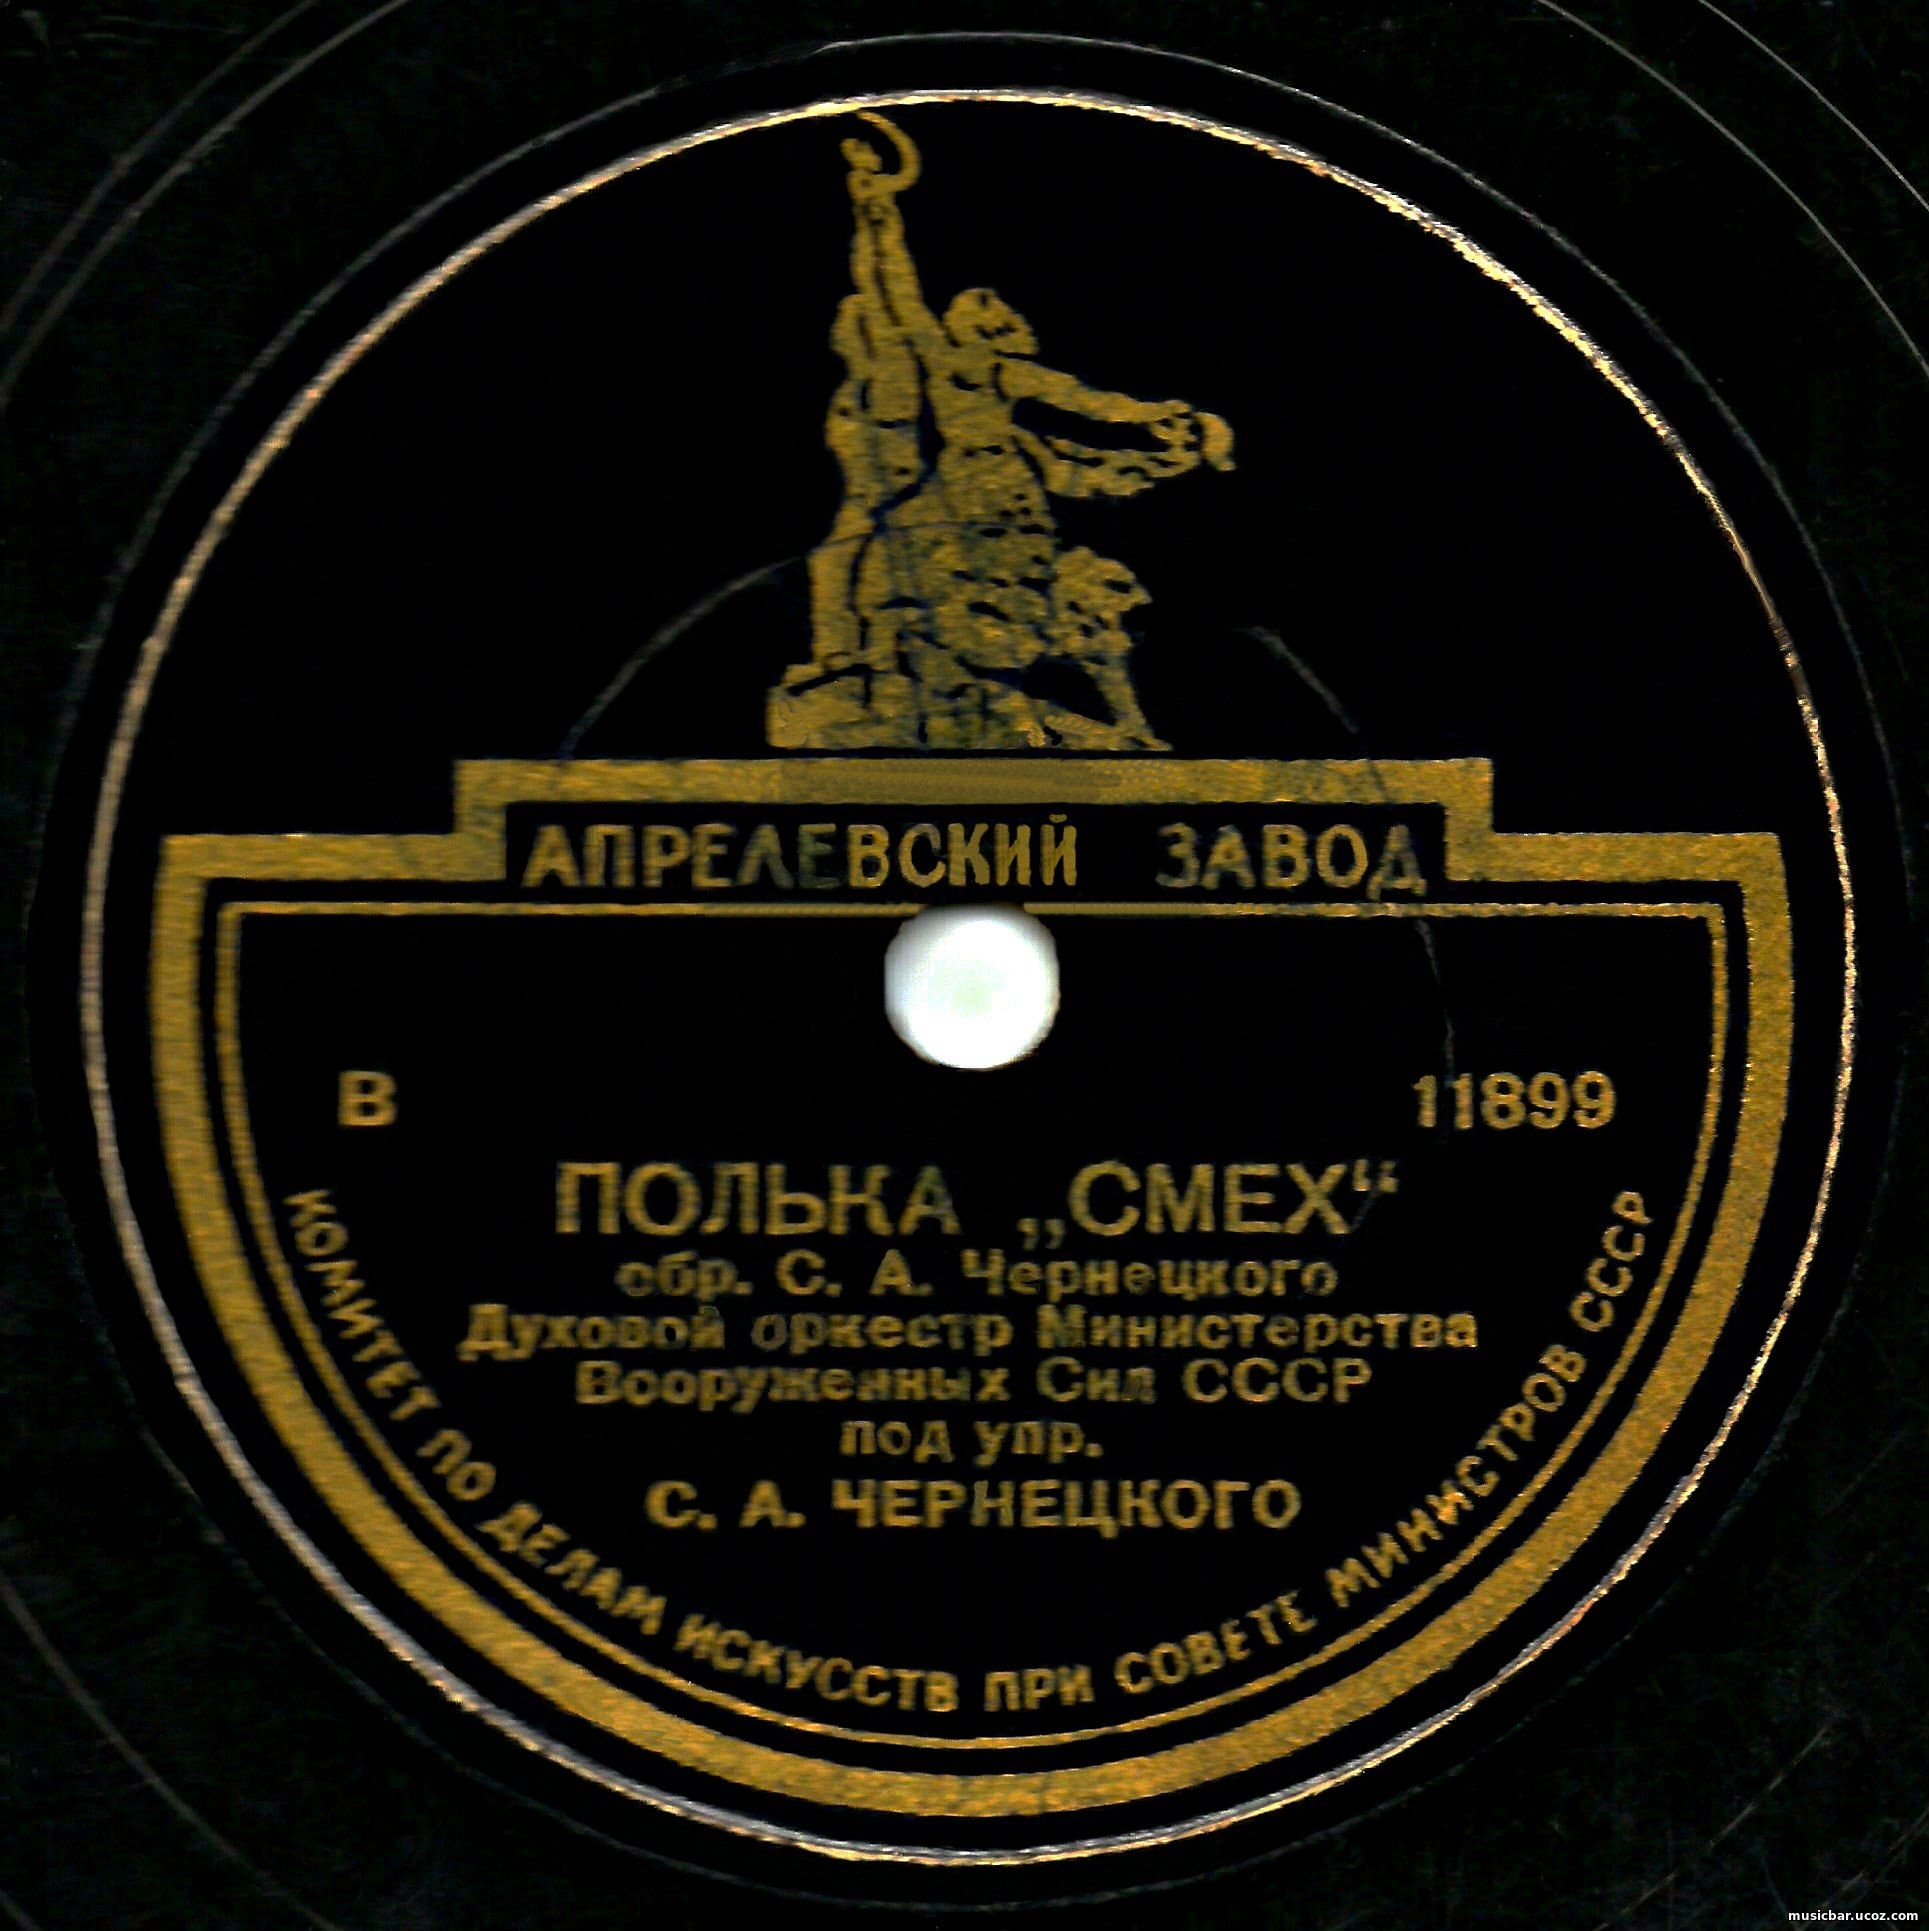 АПРЕЛЕВСКИЙ ЗАВОД
В 11899
ПОЛЬКА „СМЕХ“
обр. С. А. Чернецкого
Духовой оркестр Министерства
Вооруженных Сил СССР
под упр.
С. А. ЧЕРНЕЦКОГО
КОМИТЕТ ПО ДЕЛАМ ИСКУССТВ ПРИ СОВЕТЕ МИНИСТРОВ СССР
musicbar.ucoz.com